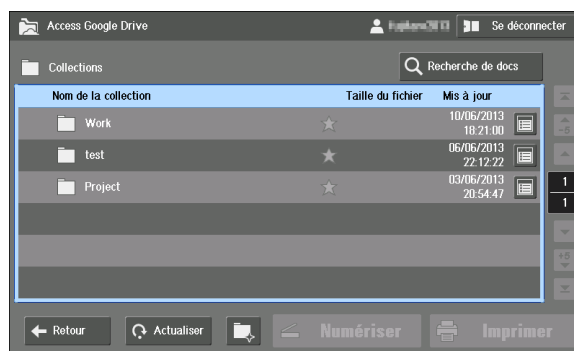 Access Google Drive
Se déconnecter
Collections
Recherche de docs
Nom de la collection Taille du fichier Mis à jour
Work 10/06/2013
18:21:00
test 06/06/2013
22:12:22
Project 03/06/2013
20:54:47
-5
1
1
+5
Retour Actualiser Numériser Imprimer